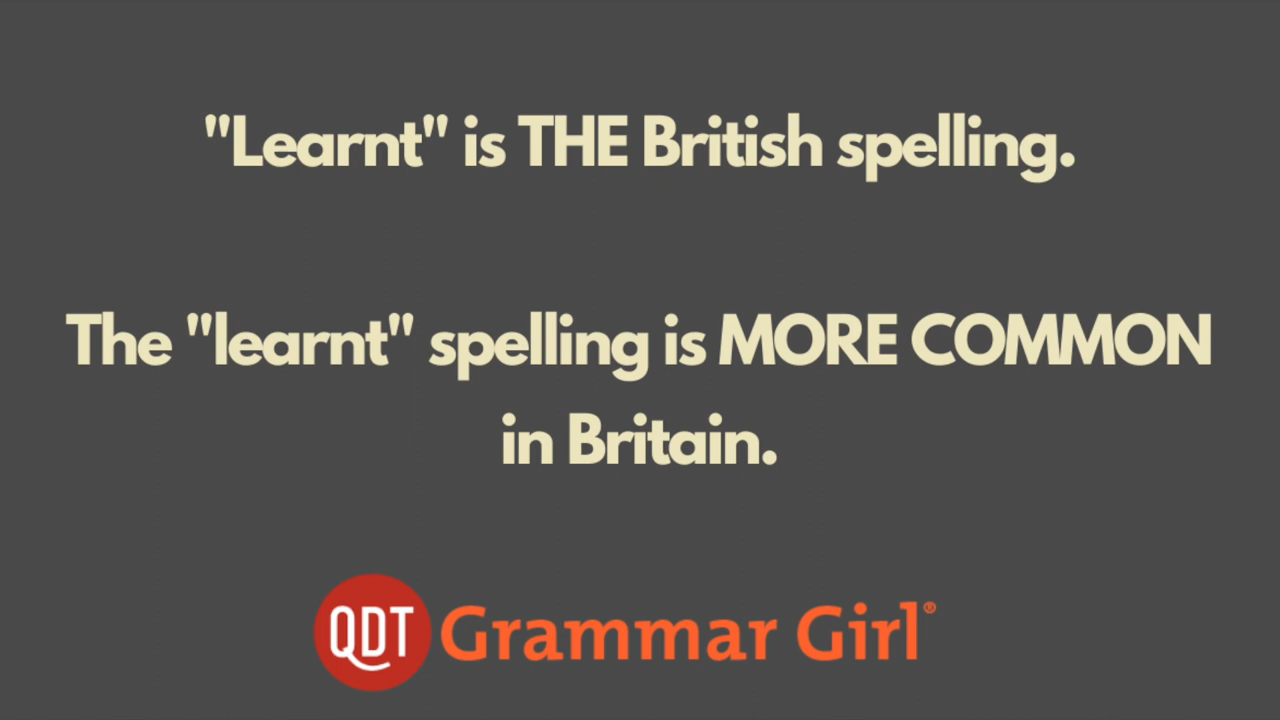 "Learnt" is THE British spelling.
The "learnt" spelling is MORE COMMON
in Britain.
QDT Grammar Girl®